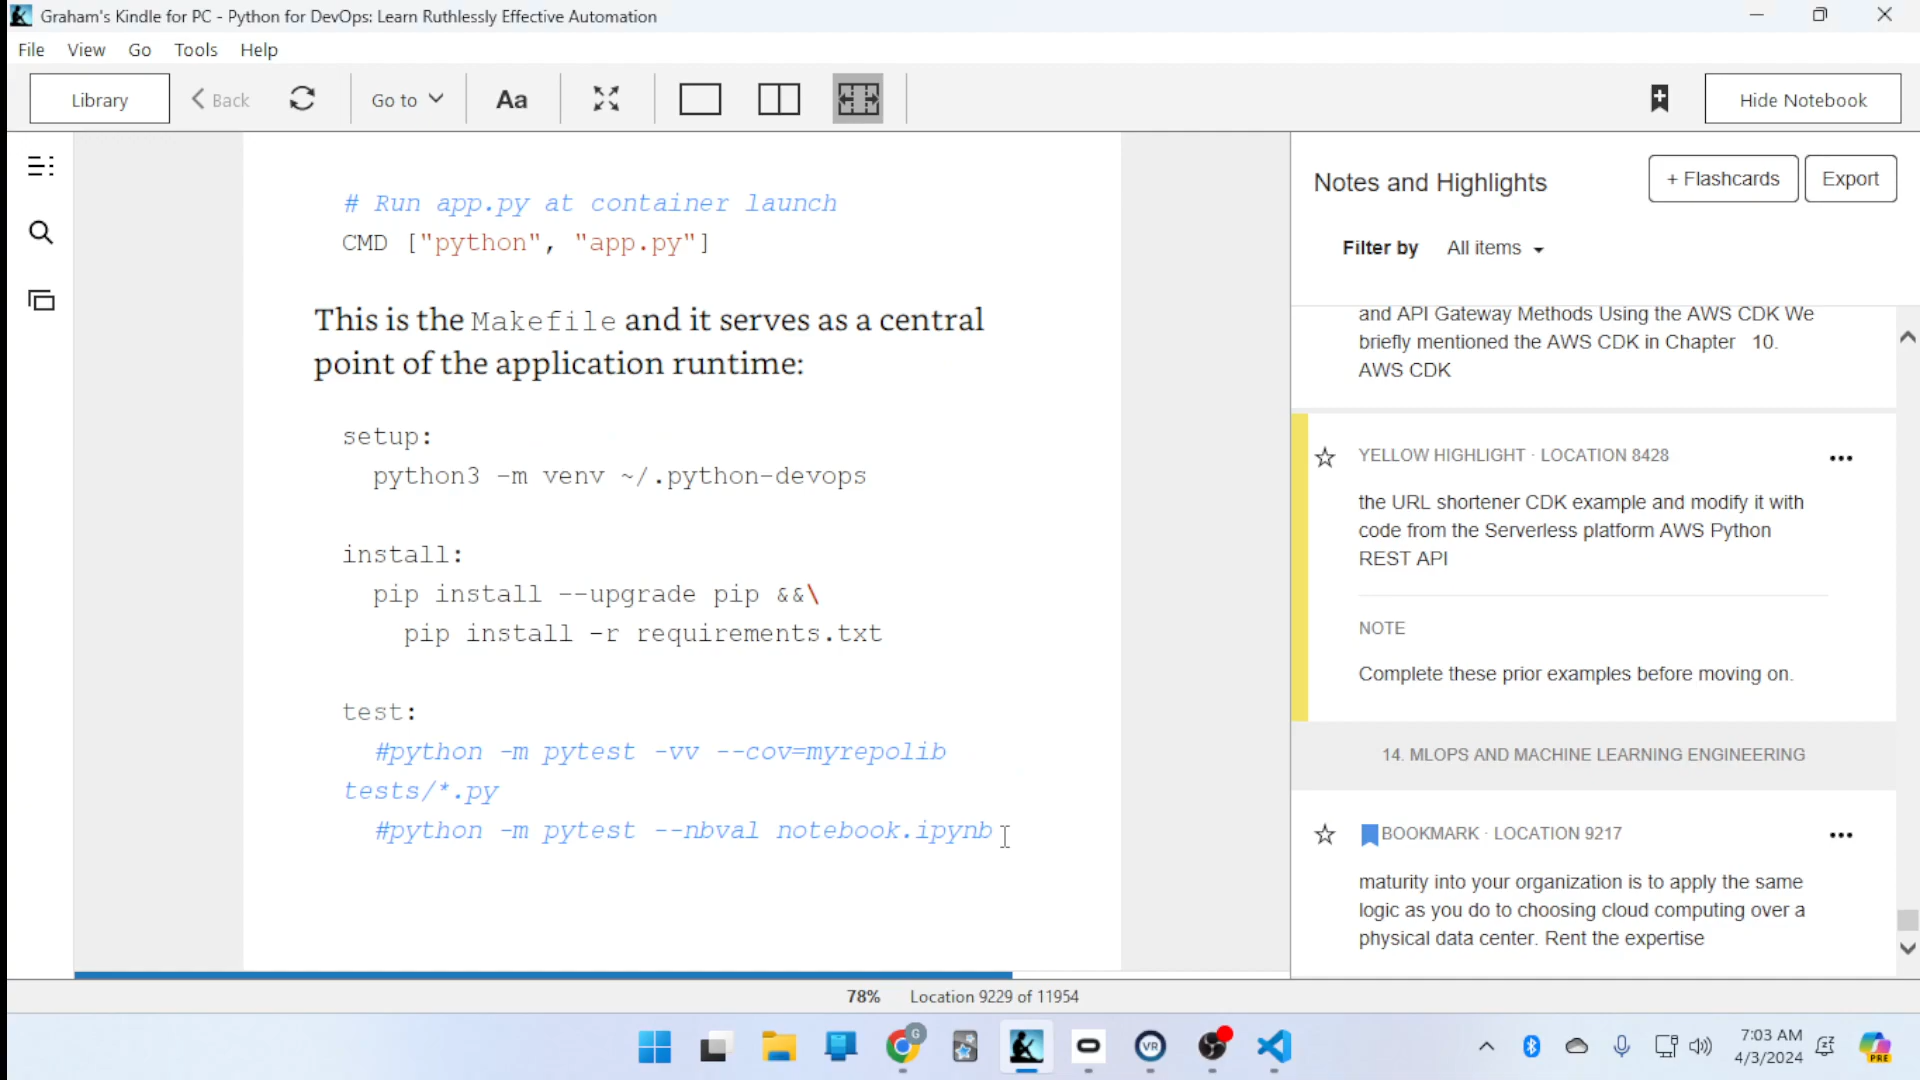 Graham's Kindle for PC - Python for DevOps: Learn Ruthlessly Effective Automation
File View Go Tools Help
Library Back Go to Aa Hide Notebook
# Run app.py at container launch
CMD ["python", "app.py"]
This is the Makefile and it serves as a central
point of the application runtime:
setup:
python3 -m venv ~/.python-devops
install:
pip install --upgrade pip &&\
pip install -r requirements.txt
test:
#python -m pytest -vv --cov=myrepolib
tests/*.py
#python -m pytest --nbval notebook.ipynb
Notes and Highlights
+ Flashcards
Export
Filter by All items
and API Gateway Methods Using the AWS CDK We
briefly mentioned the AWS CDK in Chapter 10.
AWS CDK
YELLOW HIGHLIGHT · LOCATION 8428
the URL shortener CDK example and modify it with
code from the Serverless platform AWS Python
REST API
NOTE
Complete these prior examples before moving on.
14. MLOPS AND MACHINE LEARNING ENGINEERING
BOOKMARK · LOCATION 9217
maturity into your organization is to apply the same
logic as you do to choosing cloud computing over a
physical data center. Rent the expertise
78% Location 9229 of 11954
G
VR
7:03 AM
4/3/2024
PRE